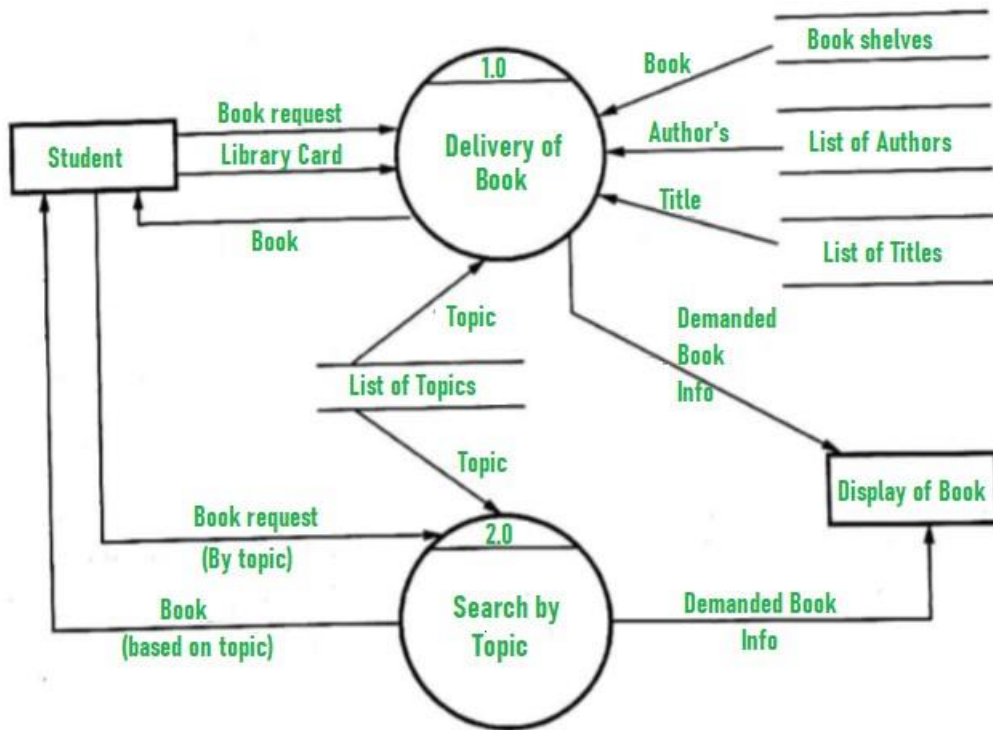 1.0
Book shelves
Book
Book request
Author's
List of Authors
Student
Library Card
Delivery of
Book
Title
Book
List of Titles
Topic
Demanded
Book
Info
List of Topics
Topic
Display of Book
Book request
(By topic)
2.0
Book
(based on topic)
Search by
Topic
Demanded Book
Info